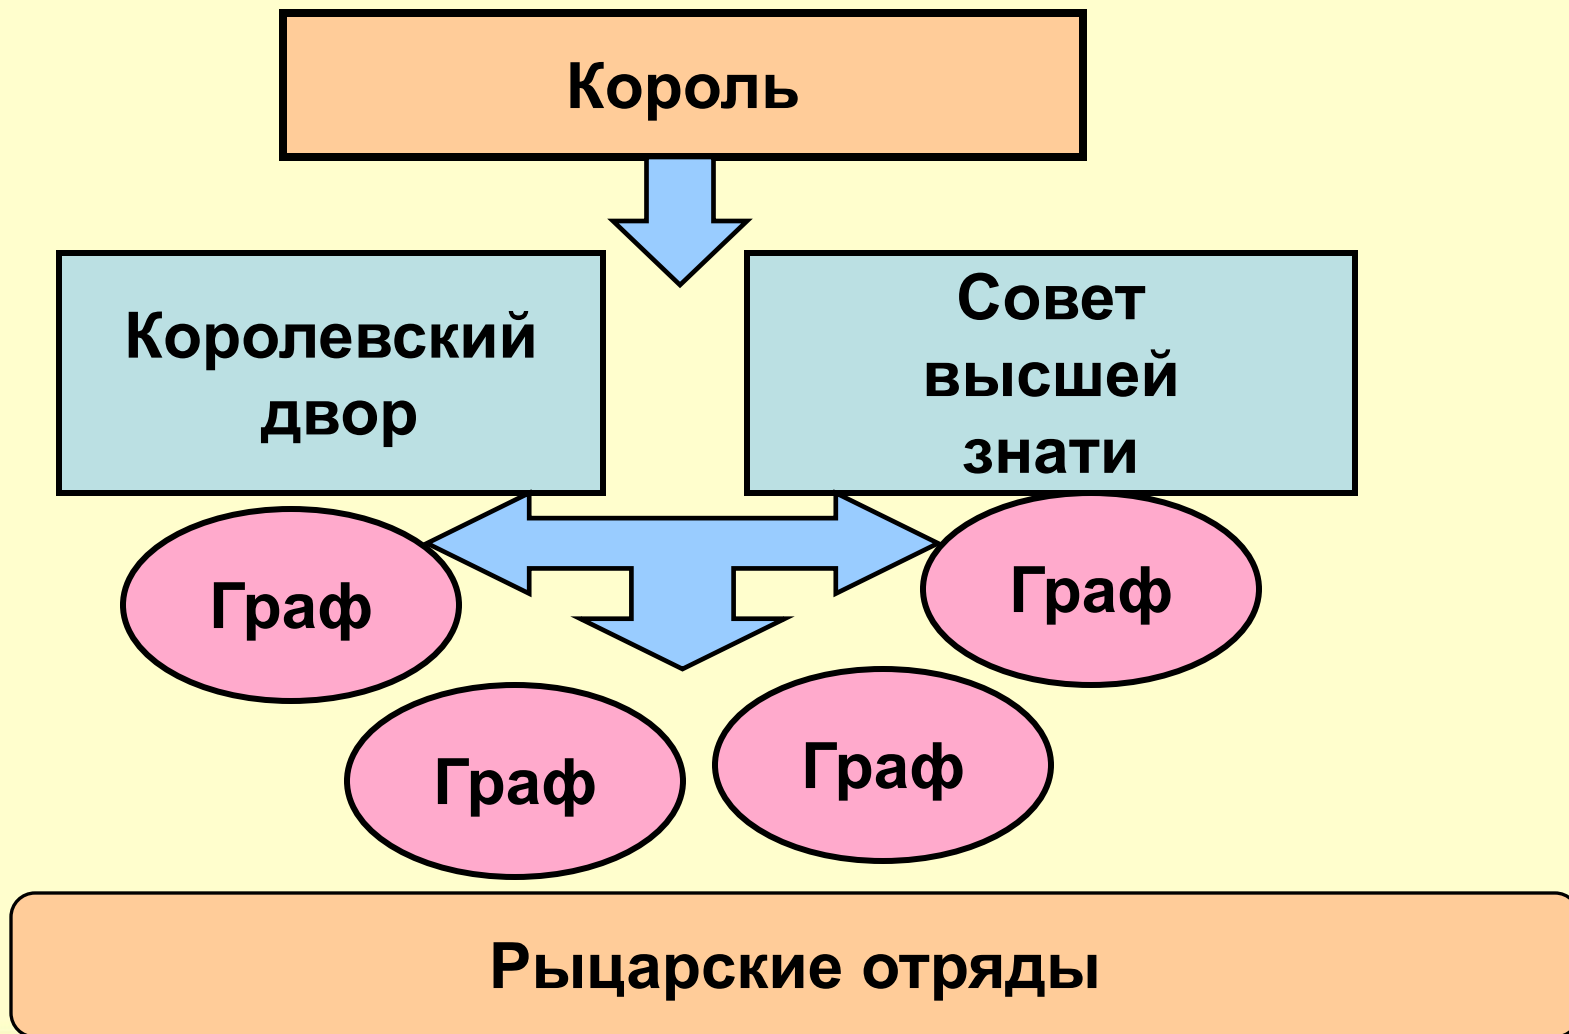 Король
Королевский
двор
Совет
высшей
знати
Граф
Граф
Граф
Граф
Рыцарские отряды